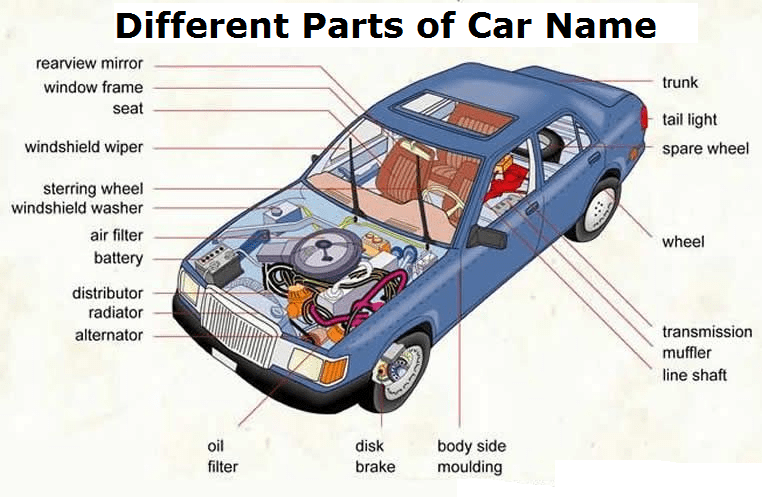 Different Parts of Car Name
rearview mirror
window frame
seat
windshield wiper
sterring wheel
windshield washer
air filter
battery
distributor
radiator
alternator
trunk
tail light
spare wheel
wheel
transmission
muffler
line shaft
oil
filter
disk
brake
body side
moulding